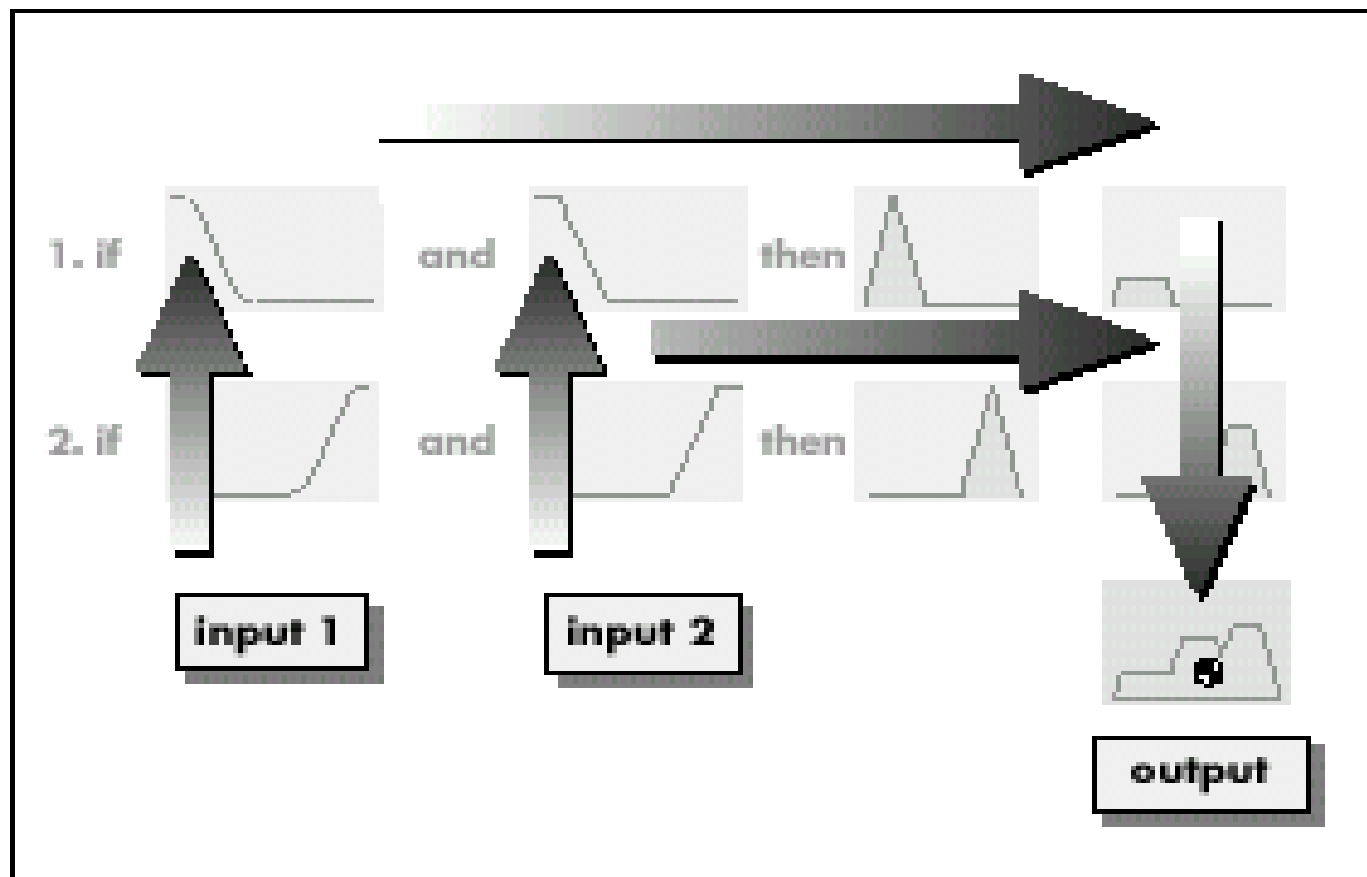 1. if and then
2. if and then
input 1 input 2
output